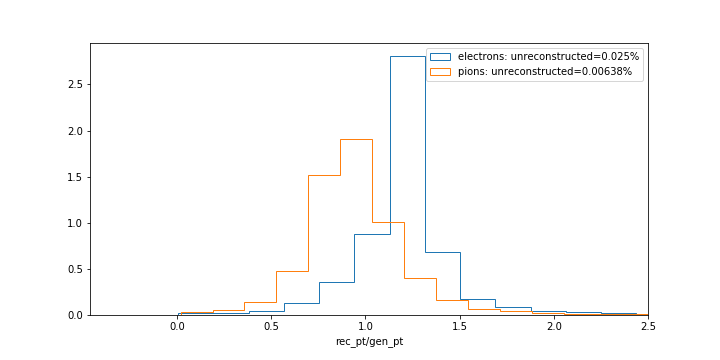 electrons: unreconstructed=0.025%
pions: unreconstructed=0.00638%
2.5
2.0
1.5
1.0
0.5
0.0
0.0 0.5 1.0 1.5 2.0 2.5
rec_pt/gen_pt